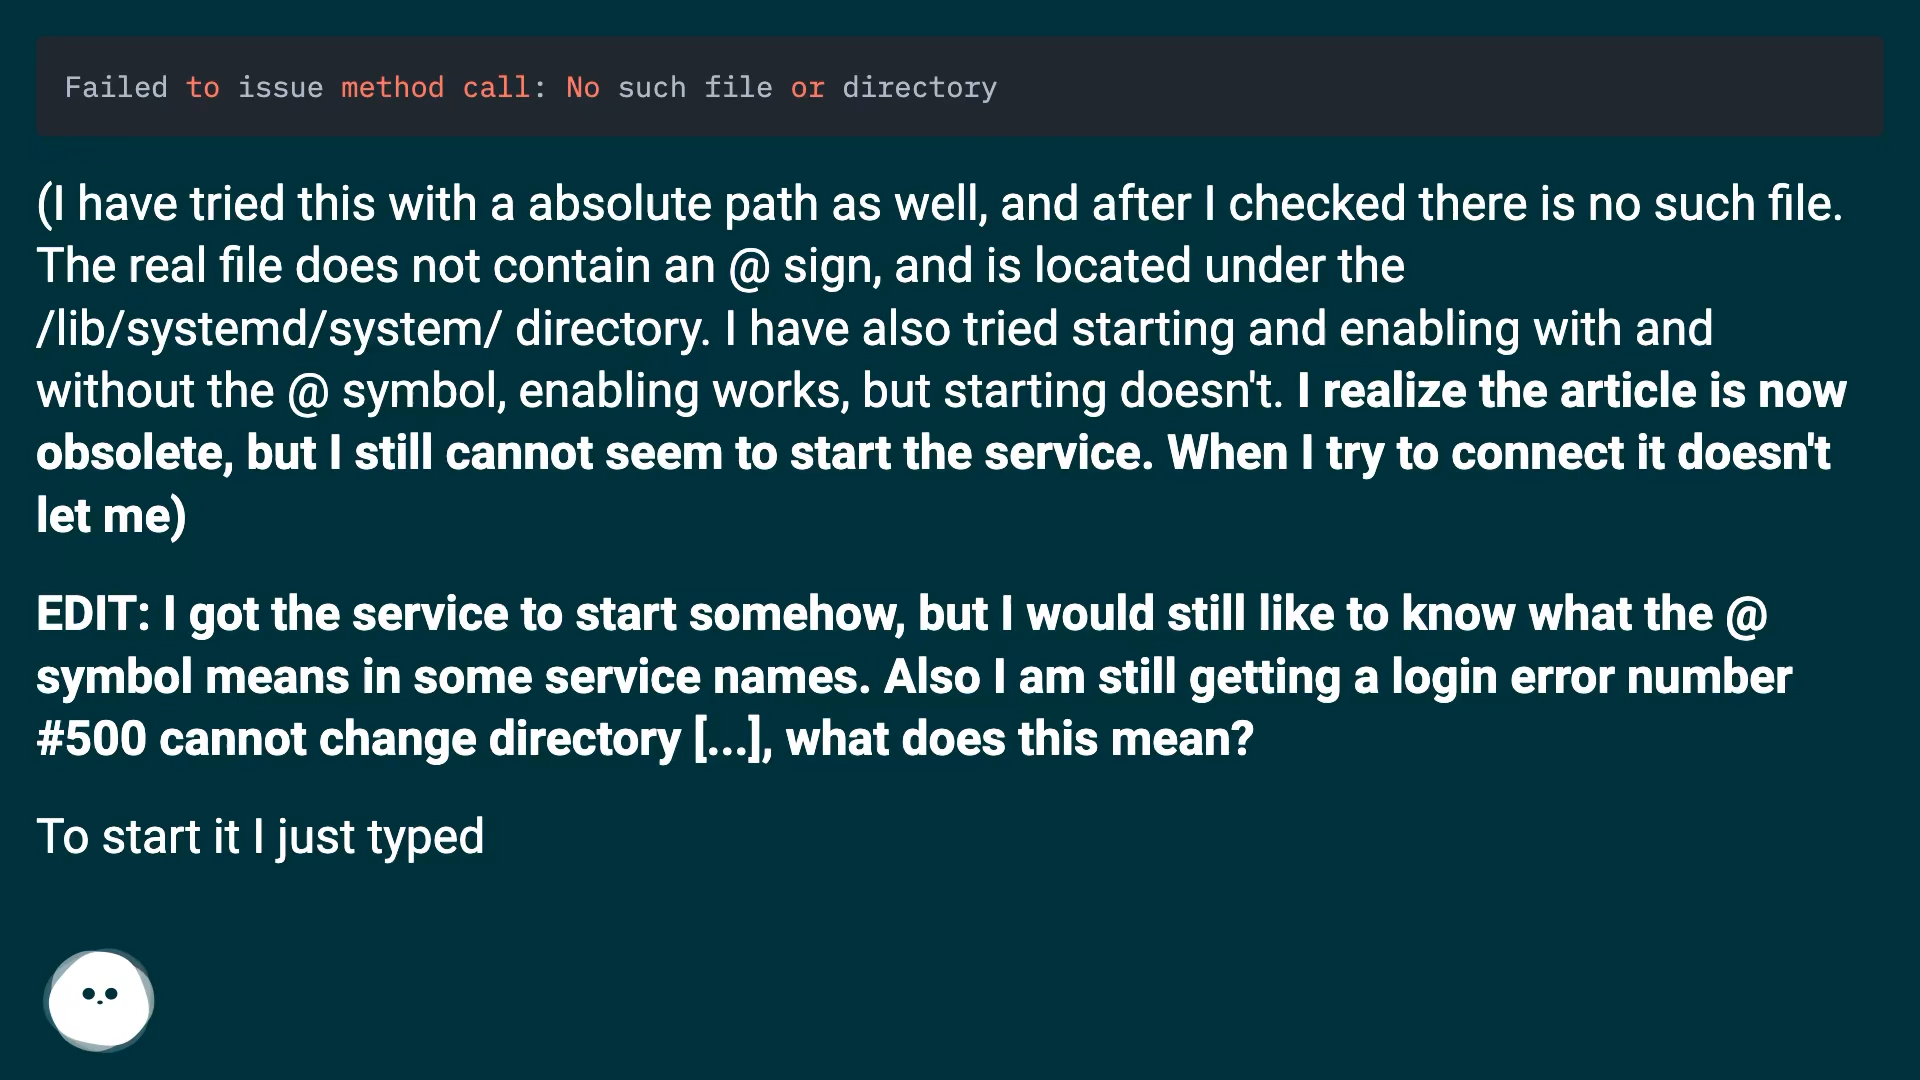 Failed to issue method call: No such file or directory
(I have tried this with a absolute path as well, and after I checked there is no such file.
The real file does not contain an @ sign, and is located under the
/lib/systemd/system/ directory. I have also tried starting and enabling with and
without the @ symbol, enabling works, but starting doesn't. I realize the article is now
obsolete, but I still cannot seem to start the service. When I try to connect it doesn't
let me)
EDIT: I got the service to start somehow, but I would still like to know what the @
symbol means in some service names. Also I am still getting a login error number
#500 cannot change directory [...], what does this mean?
To start it I just typed